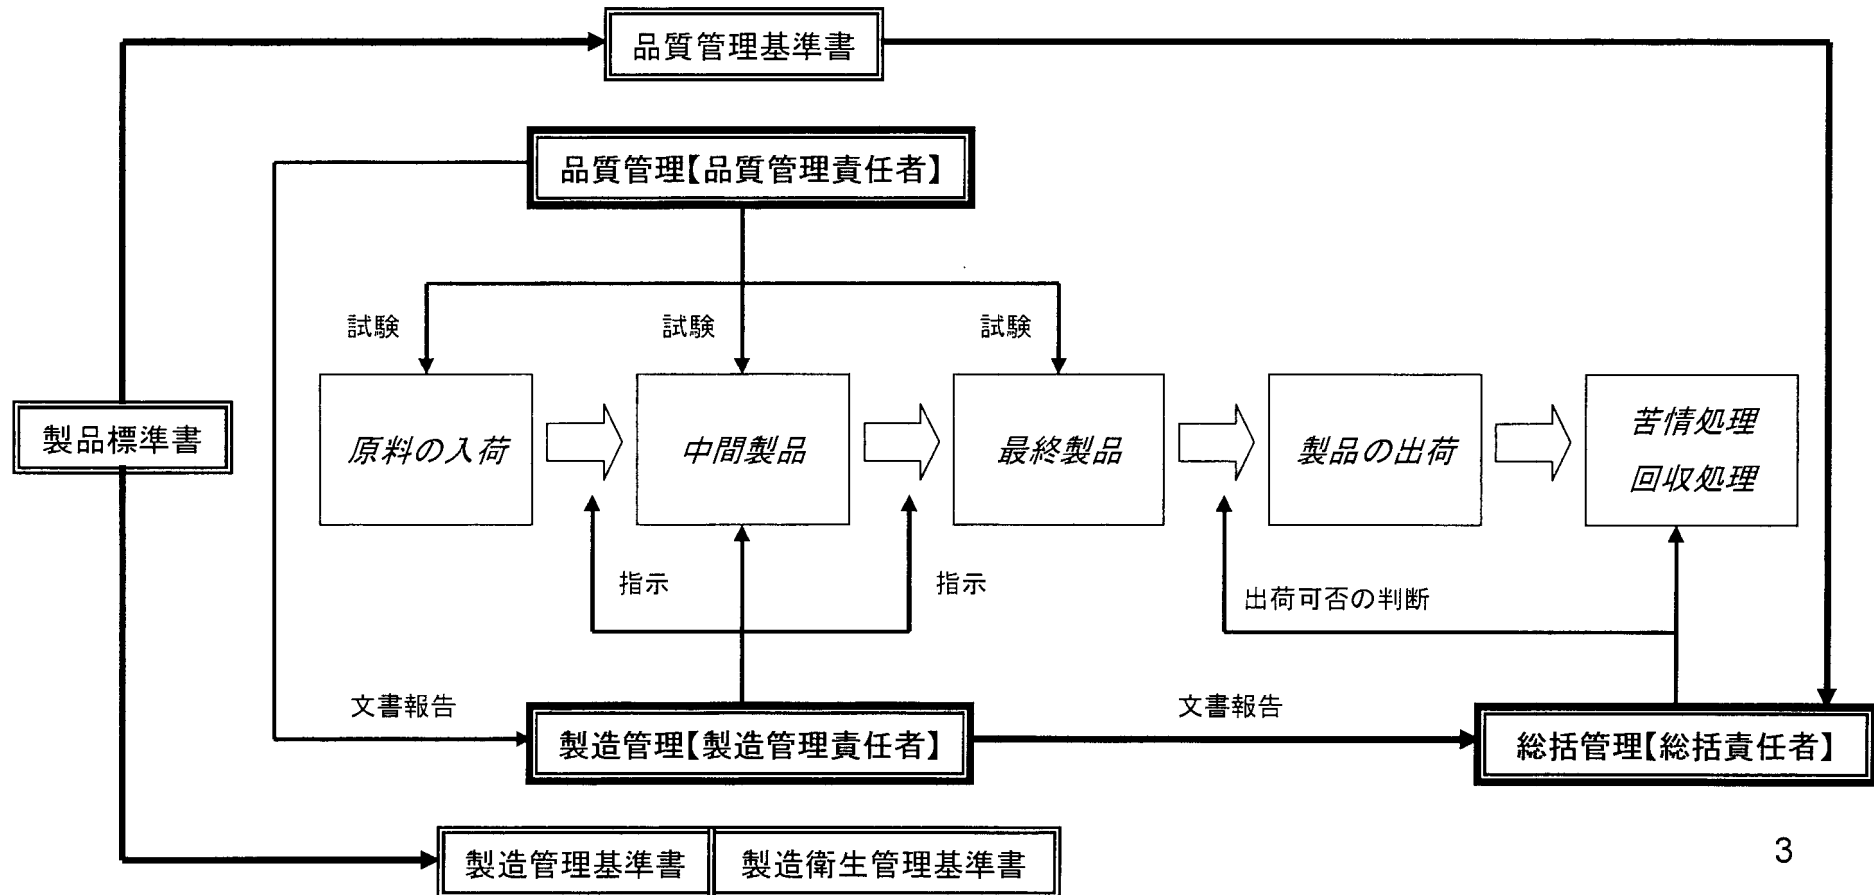 品質管理基準書
品質管理【品質管理責任者】
試験
試験
試験
製品標準書
原料の入荷
中間製品
最終製品
製品の出荷
苦情処理
回収処理
指示
指示
出荷可否の判断
文書報告
文書報告
製造管理【製造管理責任者】
総括管理【総括責任者】
製造管理基準書
製造衛生管理基準書
3